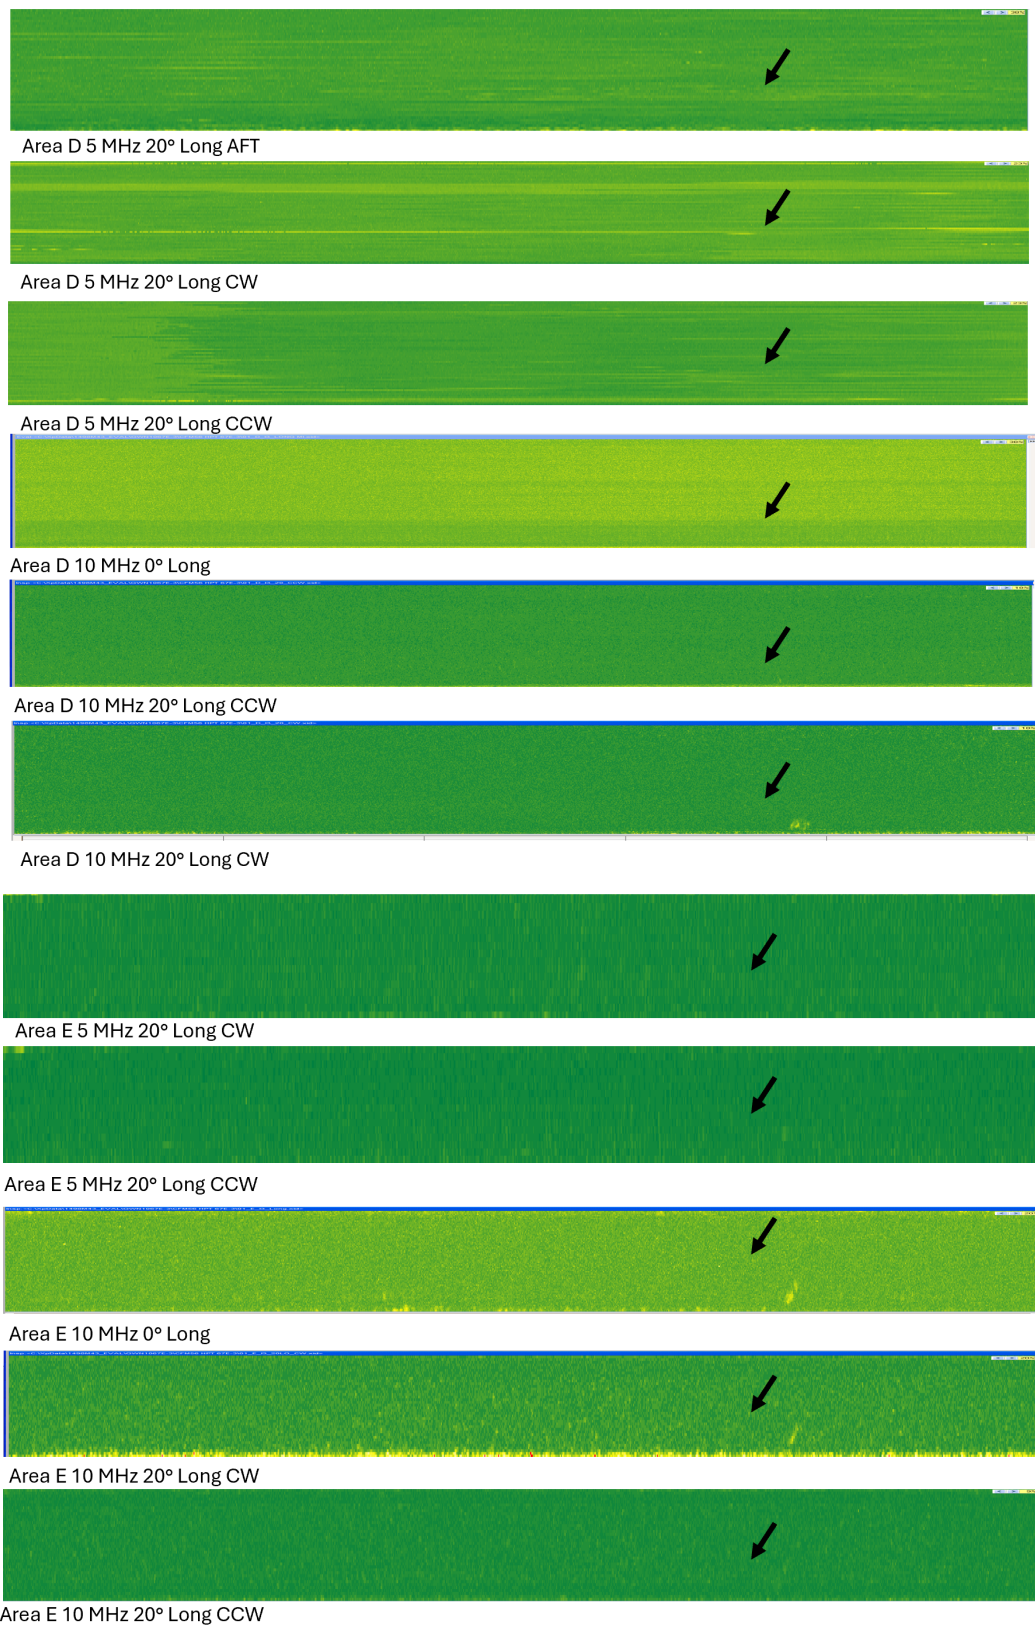 Area D 5 MHz 20° Long AFT
Area D 5 MHz 20° Long CW
Area D 5 MHz 20° Long CCW
Area D 10 MHz 0° Long
Area D 10 MHz 20° Long CCW
Area D 10 MHz 20° Long CW
Area E 5 MHz 20° Long CW
Area E 5 MHz 20° Long CCW
Area E 10 MHz 0° Long
Area E 10 MHz 20° Long CW
Area E 10 MHz 20° Long CCW